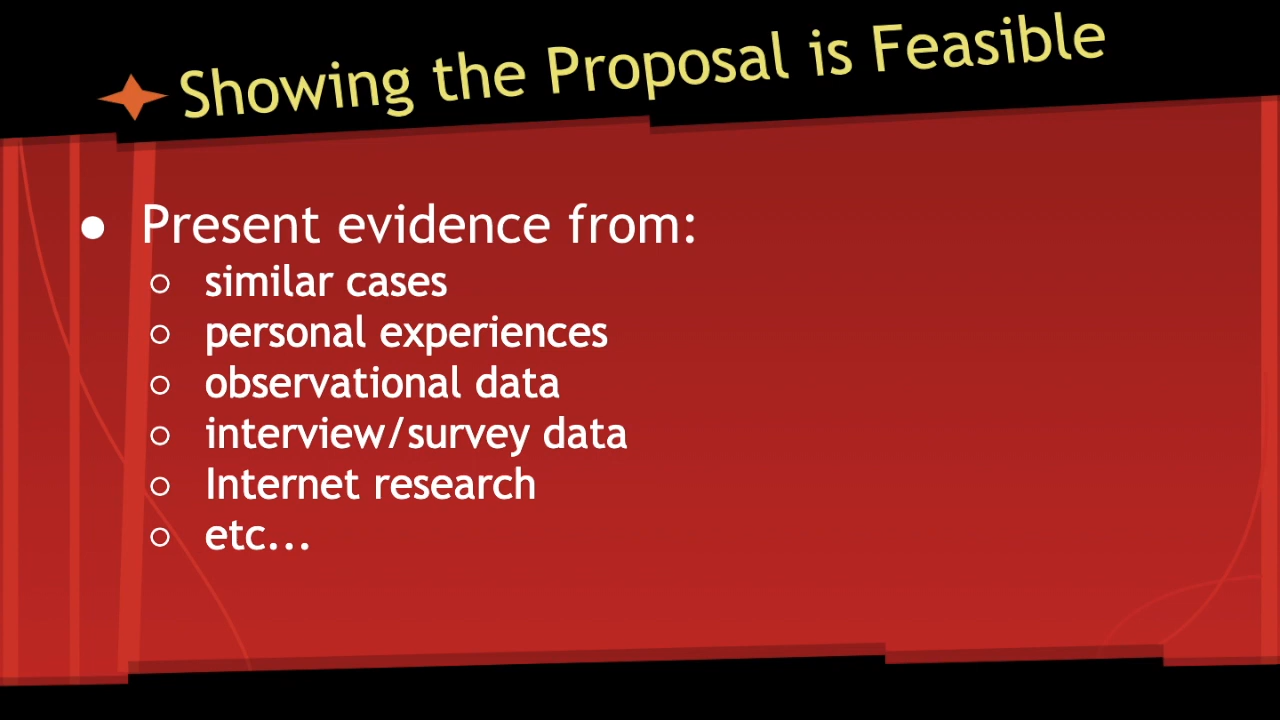 Showing the Proposal is Feasible
● Present evidence from:
○ similar cases
○ personal experiences
○ observational data
○ interview/survey data
○ Internet research
○ etc...